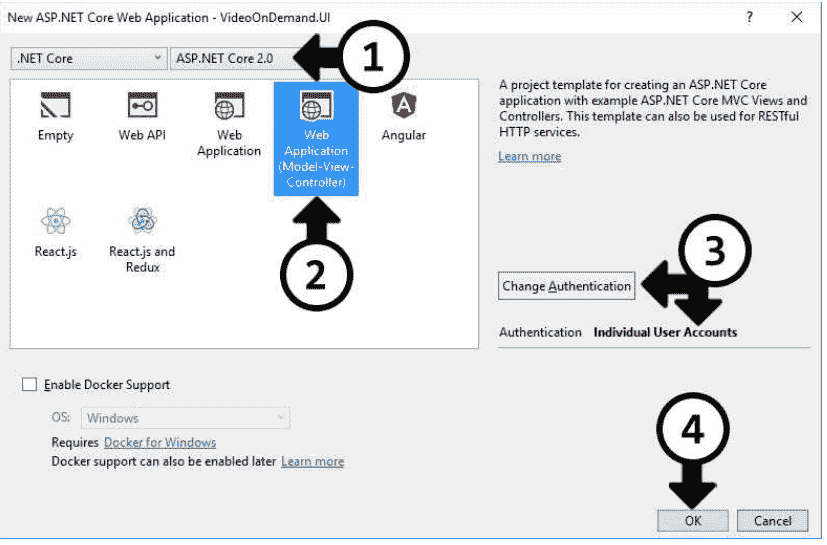 New ASP.NET Core Web Application - VideoOnDemand.UI
? X
.NET Core
ASP.NET Core 2.0
1
Empty
Web API
Web
Application
Web
Application
(Model-View-
Controller)
Angular
2
React.js
React.js and
Redux
A project template for creating an ASP.NET Core
application with example ASP.NET Core MVC Views and
Controllers. This template can also be used for RESTful
HTTP services.
Learn more
3
Change Authentication
Authentication Individual User Accounts
Enable Docker Support
OS: Windows
Requires Docker for Windows
Docker support can also be enabled later Learn more
4
OK
Cancel